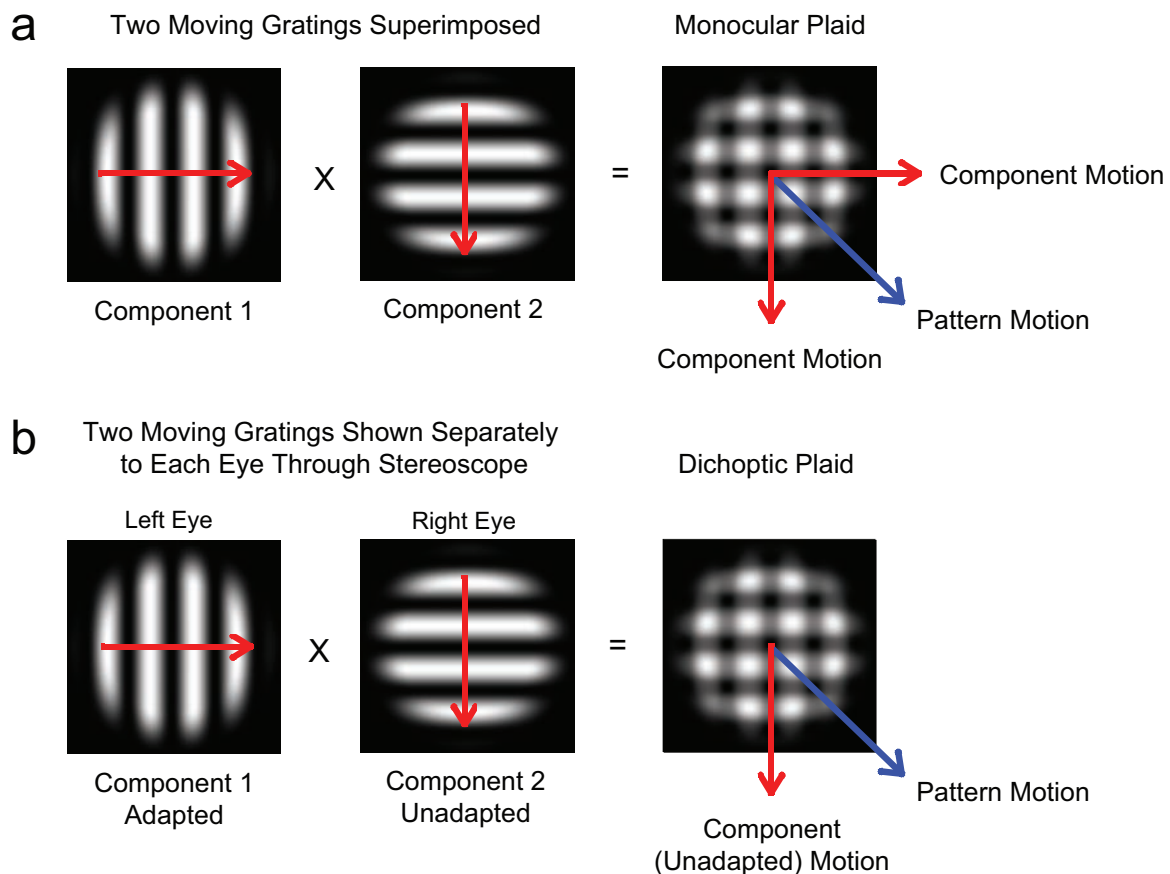 a
Two Moving Gratings Superimposed
Monocular Plaid
X
=
Component Motion
Component 1
Component 2
Pattern Motion
Component Motion
b
Two Moving Gratings Shown Separately
to Each Eye Through Stereoscope
Dichoptic Plaid
Left Eye
Right Eye
X
=
Component 1
Adapted
Component 2
Unadapted
Pattern Motion
Component
(Unadapted) Motion